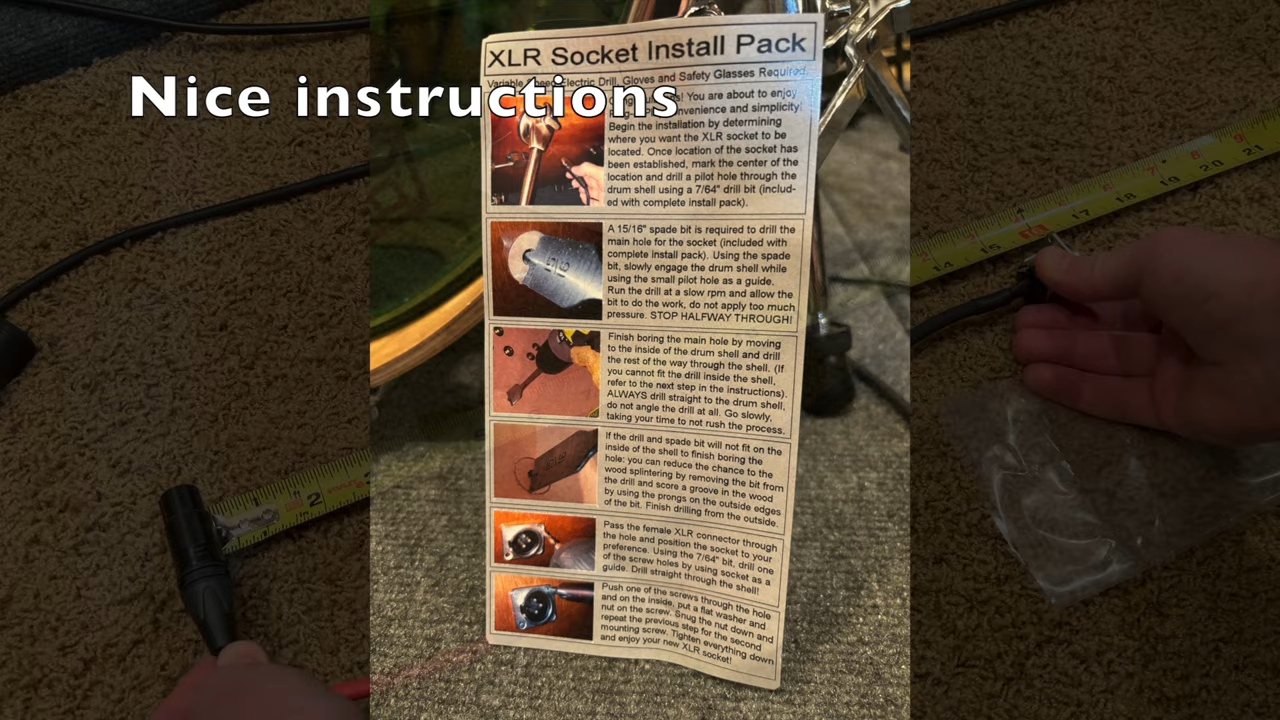 Nice instructions
XLR Socket Install Pack
Variable Speed Electric Drill, Gloves and Safety Glasses Required.
You are about to enjoy
and simplicity!
Begin the installation by determining
where you want the XLR socket to be
located. Once location of the socket has
been established, mark the center of the
location and drill a pilot hole through the
drum shell using a 7/64" drill bit (includ-
ed with complete install pack).
A 15/16" spade bit is required to drill the
main hole for the socket (included with
complete install pack). Using the spade
bit, slowly engage the drum shell while
using the small pilot hole as a guide.
Run the drill at a slow rpm and allow the
bit to do the work, do not apply too much
pressure. STOP HALFWAY THROUGH!
Finish boring the main hole by moving
to the inside of the drum shell and drill
the rest of the way through the shell. (If
you cannot fit the drill inside the shell,
refer to the next step in the instructions).
ALWAYS drill straight to the drum shell,
do not angle the drill at all. Go slowly,
taking your time to not rush the process.
If the drill and spade bit will not fit on the
inside of the shell to finish boring the
hole: you can reduce the chance to the
wood splintering by removing the bit from
the drill and score a groove in the wood
by using the prongs on the outside edges
of the bit. Finish drilling from the outside.
Pass the female XLR connector through
the hole and position the socket to your
preference. Using the 7/64" bit, drill one
of the screw holes by using socket as a
guide. Drill straight through the shell!
Push one of the screws through the hole
and on the inside, put a flat washer and
nut on the screw. Snug the nut down and
repeat the previous step for the second
mounting screw. Tighten everything down
and enjoy your new XLR socket!
1 2
14 15 17 18 19 20 21